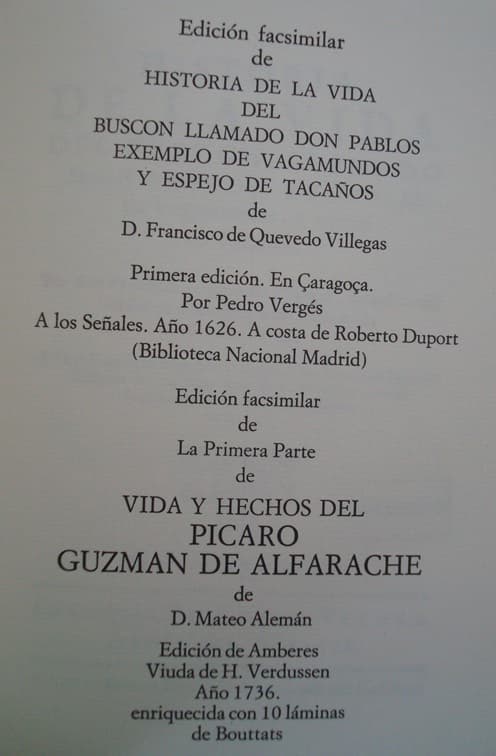 Edición facsimilar
de
HISTORIA DE LA VIDA
DEL
BUSCON LLAMADO DON PABLOS
EXEMPLO DE VAGAMUNDOS
Y ESPEJO DE TACAÑOS
de
D. Francisco de Quevedo Villegas
Primera edición. En Çaragoça.
Por Pedro Vergés
A los Señales. Año 1626. A costa de Roberto Duport
(Biblioteca Nacional Madrid)
Edición facsimilar
de
La Primera Parte
de
VIDA Y HECHOS DEL
PICARO
GUZMAN DE ALFARACHE
de
D. Mateo Alemán
Edición de Amberes
Viuda de H. Verdussen
Año 1736.
enriquecida con 10 láminas
de Bouttats